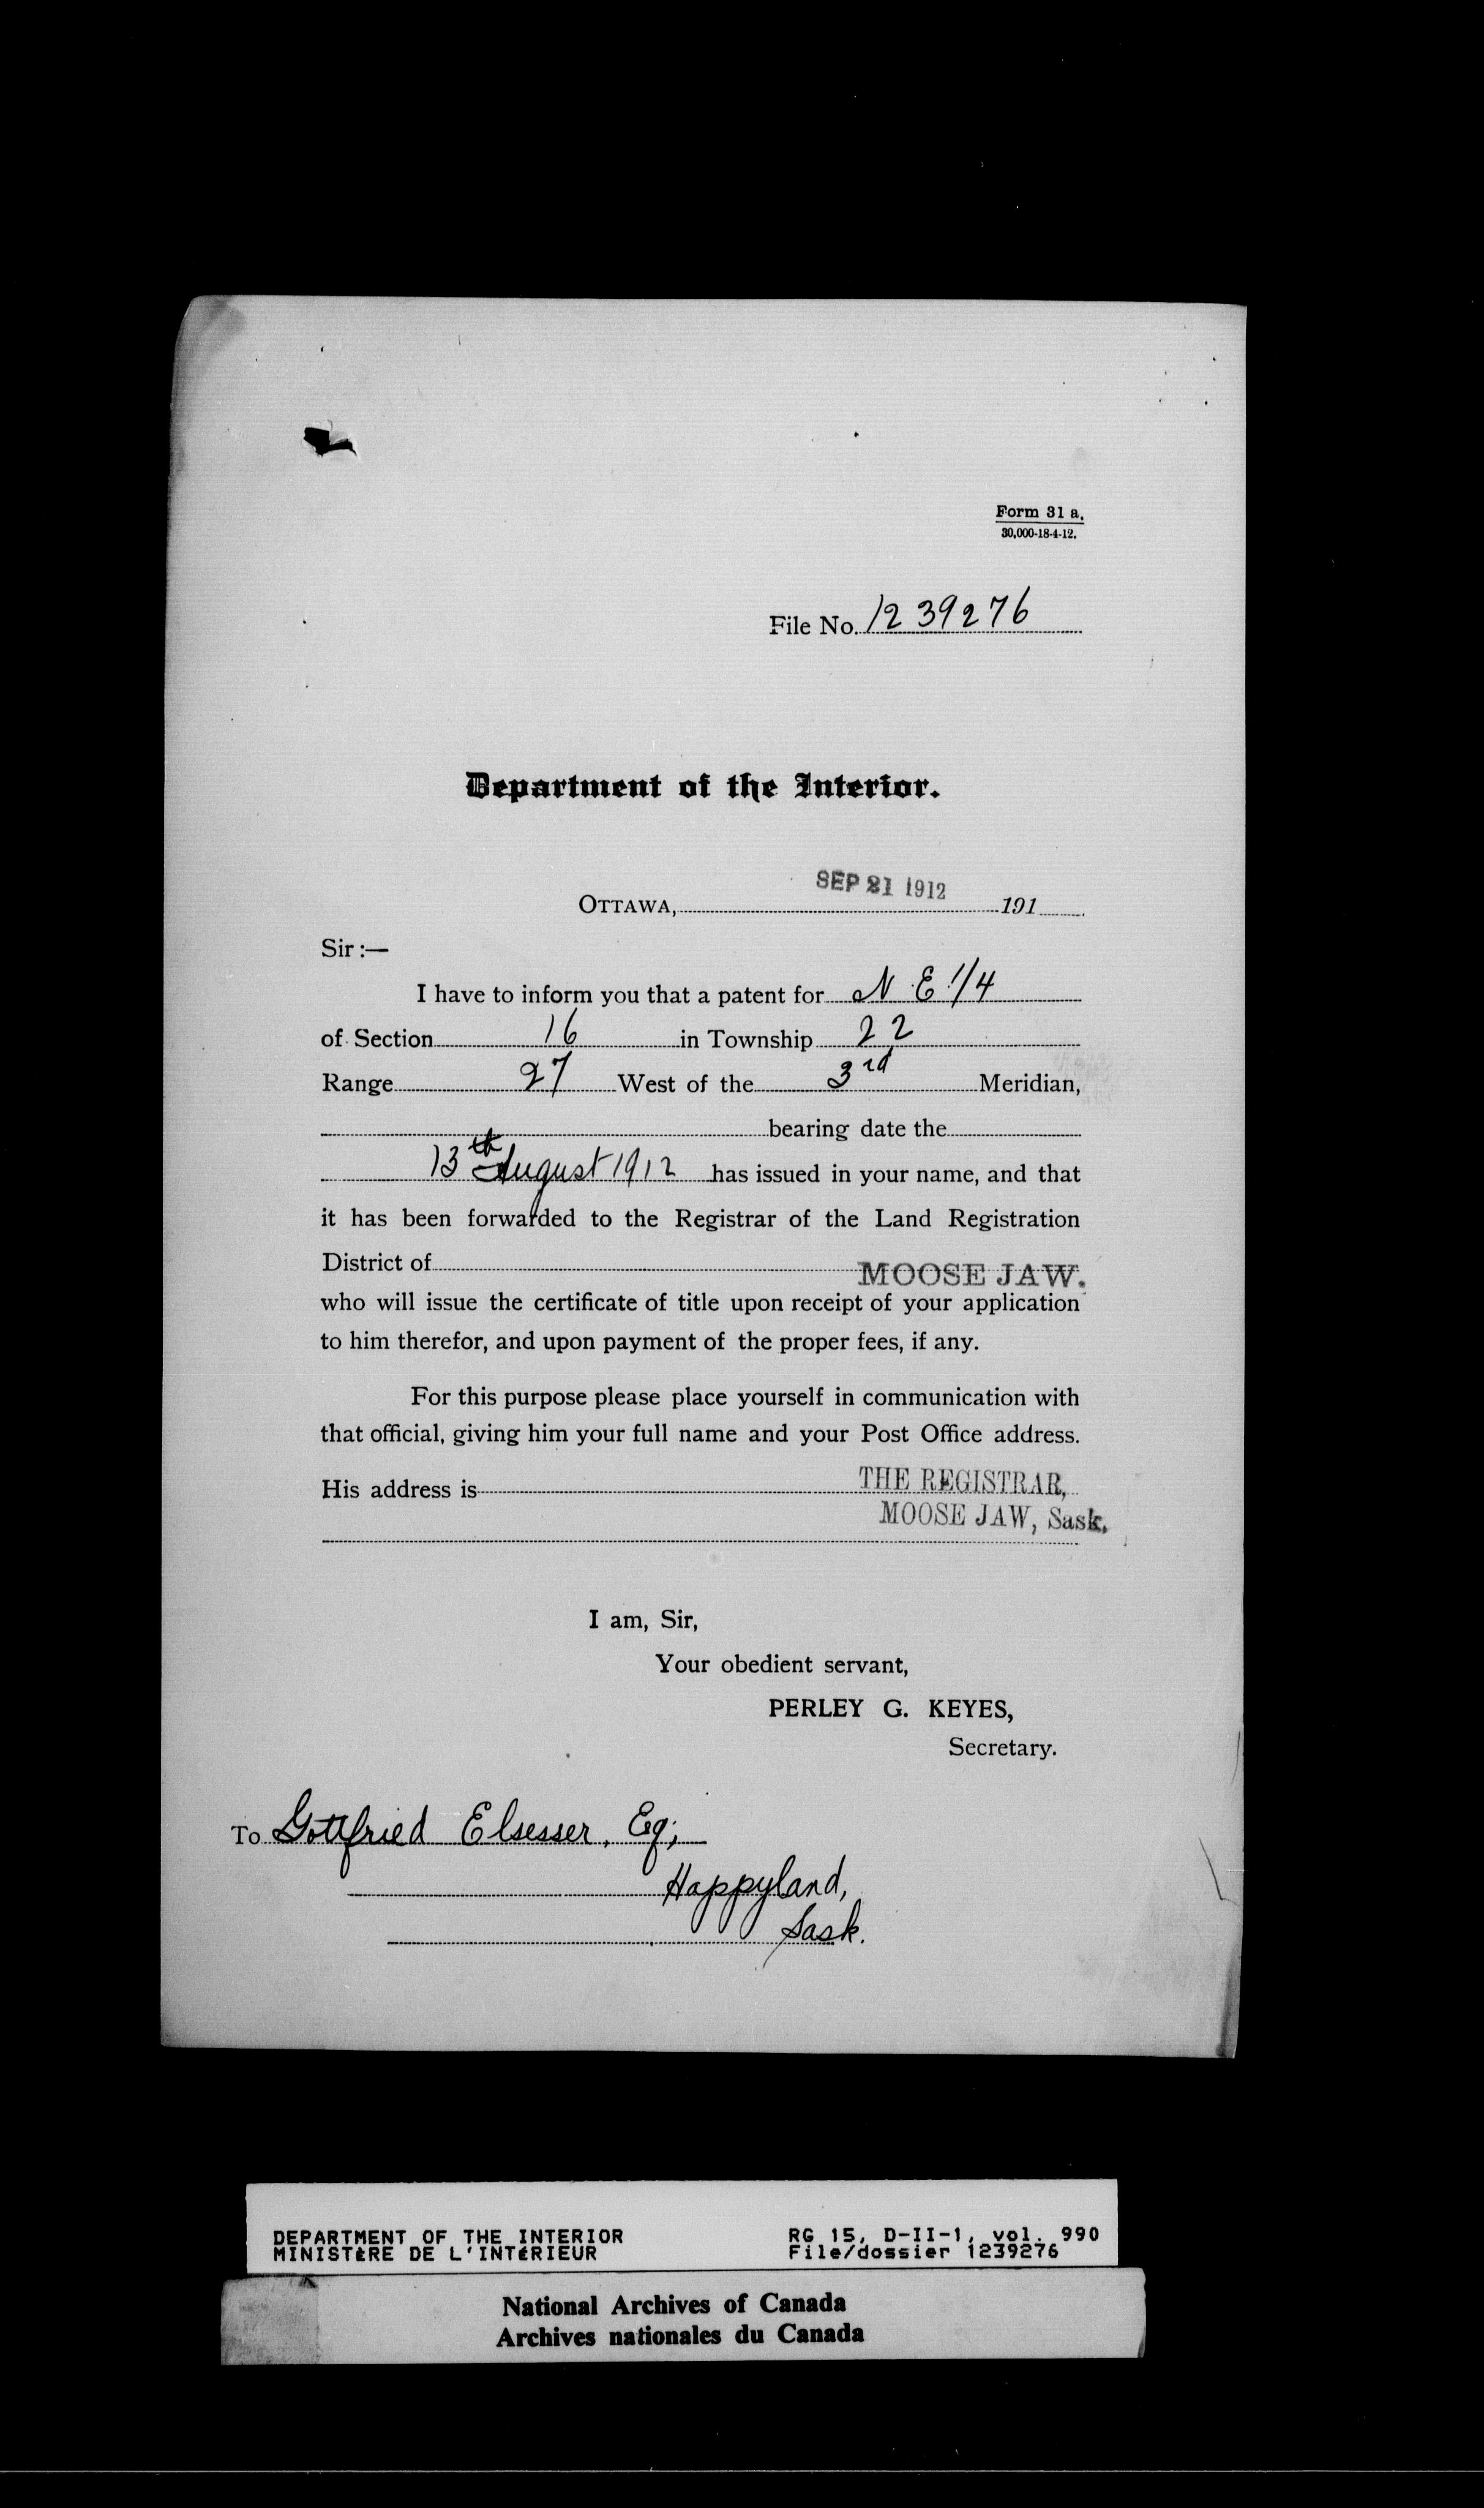 Form 31 a.
30,000-18-4-12.
File No. 1239276
Department of the Interior.
SEP 21 1912
OTTAWA, 191
Sir:—
I have to inform you that a patent for N. E. 1/4
of Section 16 in Township 22
Range 27 West of the 3rd Meridian,
bearing date the
13th August 1912 has issued in your name, and that
it has been forwarded to the Registrar of the Land Registration
District of MOOSE JAW.
who will issue the certificate of title upon receipt of your application
to him therefor, and upon payment of the proper fees, if any.
For this purpose please place yourself in communication with
that official, giving him your full name and your Post Office address.
His address is THE REGISTRAR,
MOOSE JAW, Sask.
I am, Sir,
Your obedient servant,
PERLEY G. KEYES,
Secretary.
To Gottfried Elsesser, Eq;
Happyland,
Sask.
DEPARTMENT OF THE INTERIOR RG 15, D-II-1, vol. 990
MINISTÈRE DE L'INTÉRIEUR File/dossier 1239276
National Archives of Canada
Archives nationales du Canada